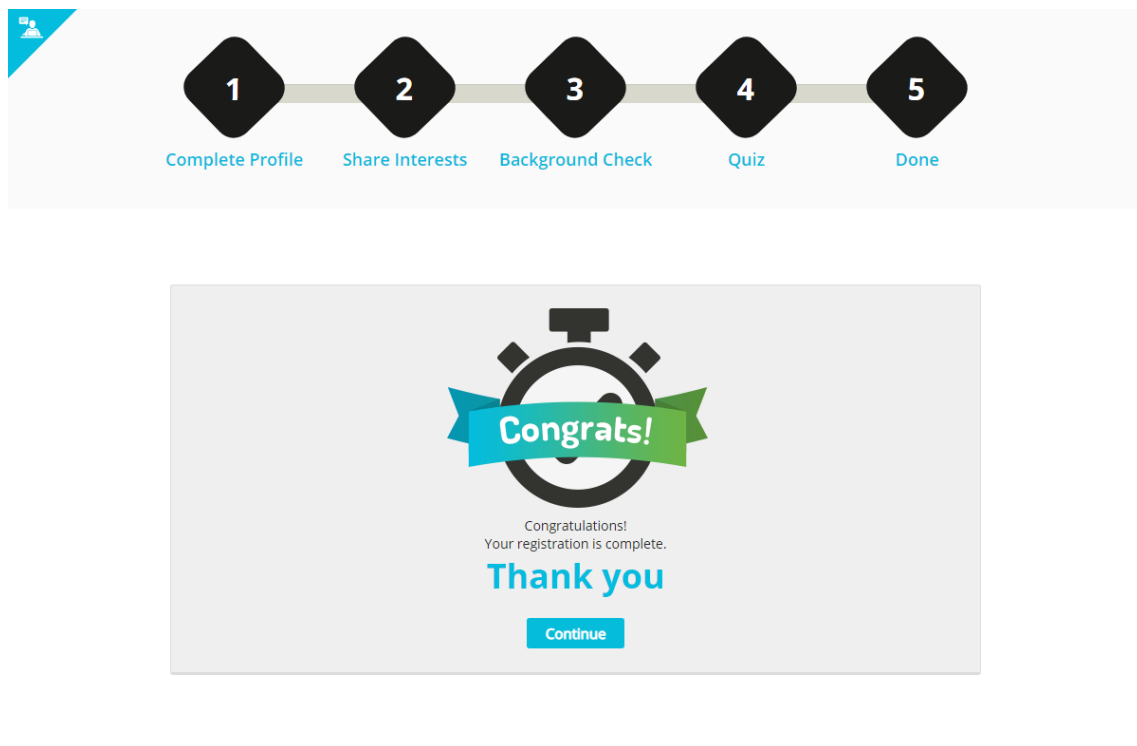 1 2 3 4 5
Complete Profile Share Interests Background Check Quiz Done
Congrats!
Congratulations!
Your registration is complete.
Thank you
Continue